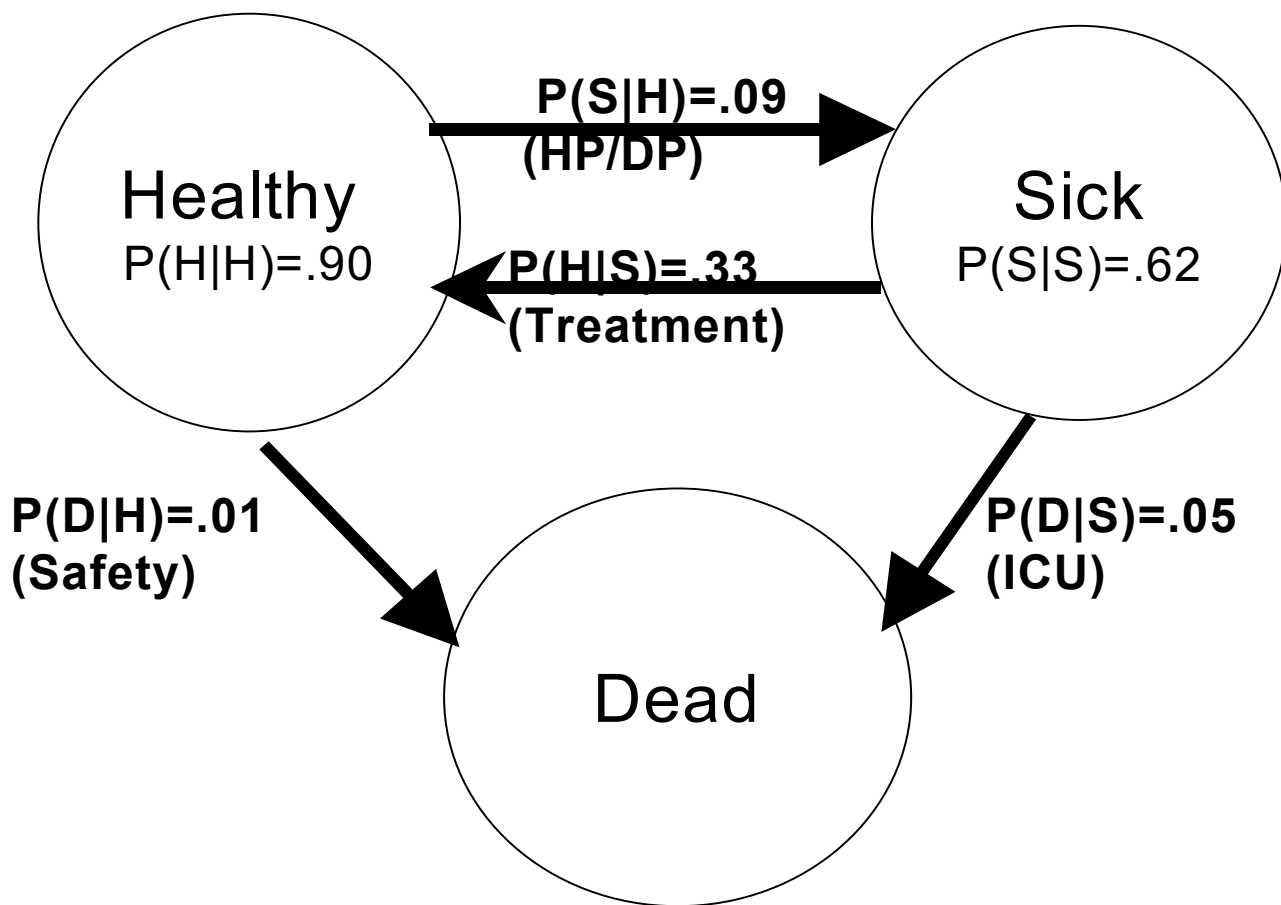 P(S|H)=.09
(HP/DP)
Healthy
P(H|H)=.90
Sick
P(S|S)=.62
P(H|S)=.33
(Treatment)
P(D|H)=.01
(Safety)
P(D|S)=.05
(ICU)
Dead